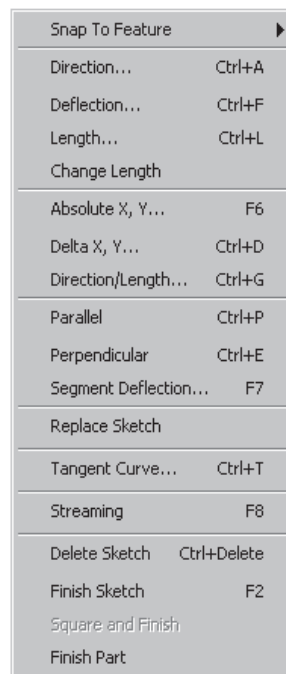 Snap To Feature
Direction... Ctrl+A
Deflection... Ctrl+F
Length... Ctrl+L
Change Length
Absolute X, Y... F6
Delta X, Y... Ctrl+D
Direction/Length... Ctrl+G
Parallel Ctrl+P
Perpendicular Ctrl+E
Segment Deflection... F7
Replace Sketch
Tangent Curve... Ctrl+T
Streaming F8
Delete Sketch Ctrl+Delete
Finish Sketch F2
Square and Finish
Finish Part